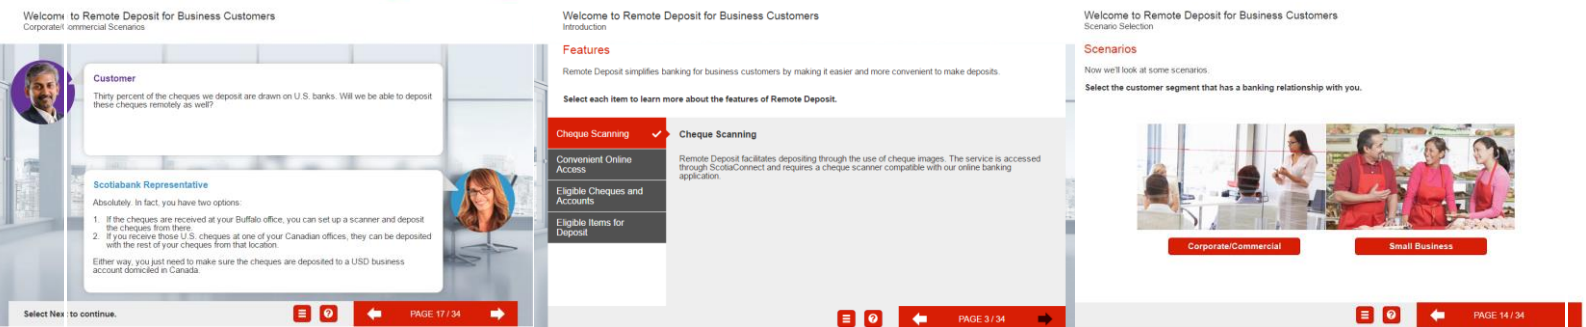 Welcome to Remote Deposit for Business Customers
Corporate/Commercial Scenarios
Customer
Thirty percent of the cheques we deposit are drawn on U.S. banks. Will we be able to deposit
these cheques remotely as well?
Scotiabank Representative
Absolutely. In fact, you have two options:
1. If the cheques are received at your Buffalo office, you can set up a scanner and deposit
the cheques from there.
2. If you receive those U.S. cheques at one of your Canadian offices, they can be deposited
with the rest of your cheques from that location.
Either way, you just need to make sure the cheques are deposited to a USD business
account domiciled in Canada.
Select Next to continue.
PAGE 17 / 34
Welcome to Remote Deposit for Business Customers
Introduction
Features
Remote Deposit simplifies banking for business customers by making it easier and more convenient to make deposits.
Select each item to learn more about the features of Remote Deposit.
Cheque Scanning
Convenient Online
Access
Eligible Cheques and
Accounts
Eligible Items for
Deposit
Cheque Scanning
Remote Deposit facilitates depositing through the use of cheque images. The service is accessed
through ScotiaConnect and requires a cheque scanner compatible with our online banking
application.
PAGE 3 / 34
Welcome to Remote Deposit for Business Customers
Scenario Selection
Scenarios
Now we'll look at some scenarios.
Select the customer segment that has a banking relationship with you.
Corporate/Commercial
Small Business
PAGE 14 / 34